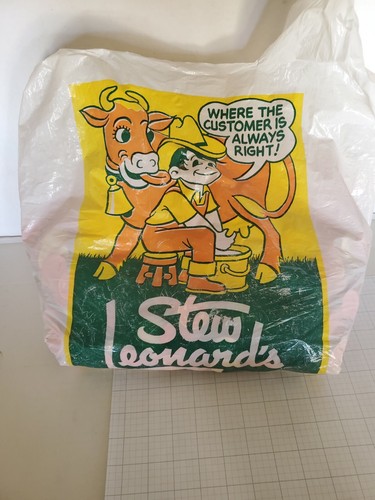 WHERE THE
CUSTOMER IS
ALWAYS
RIGHT!
Stew
Leonard's